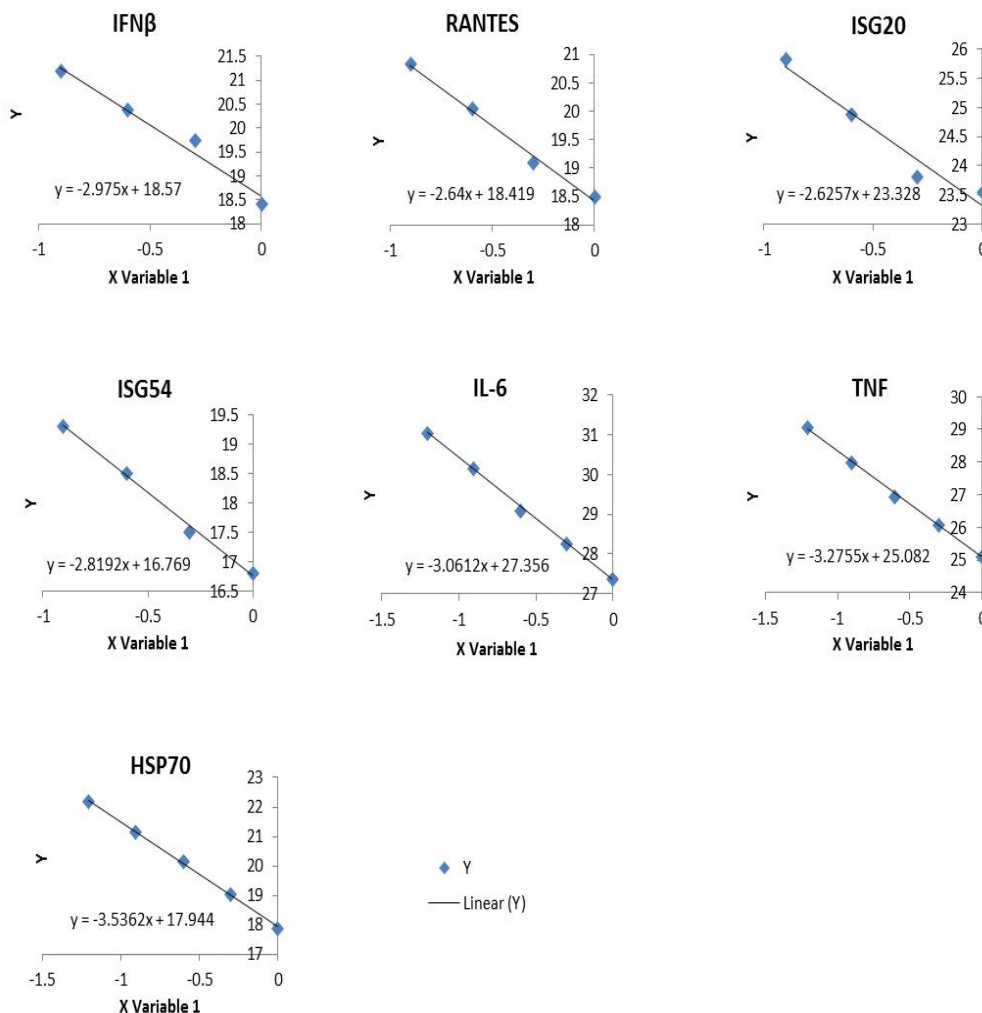 IFNβ
21.5
21
20.5
20
19.5
19
18.5
18
Y
y = -2.975x + 18.57
-1
-0.5
0
X Variable 1
RANTES
21
20.5
20
19.5
19
18.5
18
Y
y = -2.64x + 18.419
-1
-0.5
0
X Variable 1
ISG20
26
25.5
25
24.5
24
23.5
23
Y
y = -2.6257x + 23.328
-1
-0.5
0
X Variable 1
ISG54
19.5
19
18.5
18
17.5
17
16.5
Y
y = -2.8192x + 16.769
-1
-0.5
0
X Variable 1
IL-6
32
31
30
29
28
27
Y
y = -3.0612x + 27.356
-1.5
-1
-0.5
0
X Variable 1
TNF
30
29
28
27
26
25
24
Y
y = -3.2755x + 25.082
-1.5
-1
-0.5
0
X Variable 1
HSP70
23
22
21
20
19
18
17
Y
y = -3.5362x + 17.944
-1.5
-1
-0.5
0
X Variable 1
Y
Linear (Y)